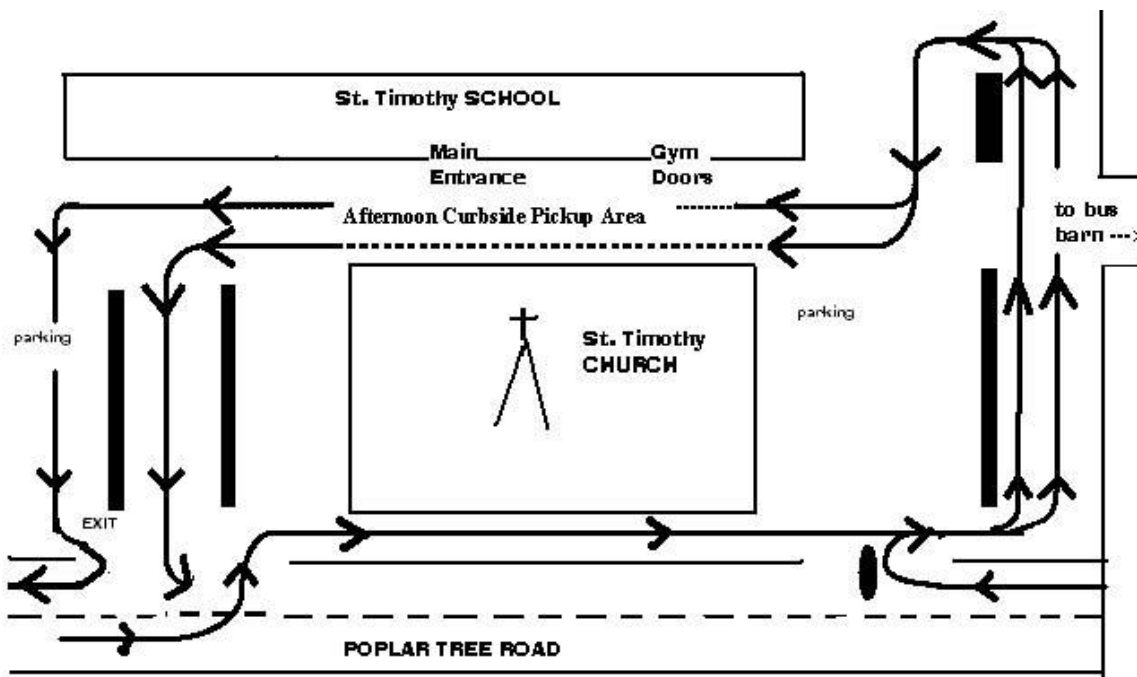 St. Timothy SCHOOL
Main
Entrance
Gym
Doors
Afternoon Curbside Pickup Area
to bus
barn --->
parking
parking
St. Timothy
CHURCH
EXIT
POPLAR TREE ROAD